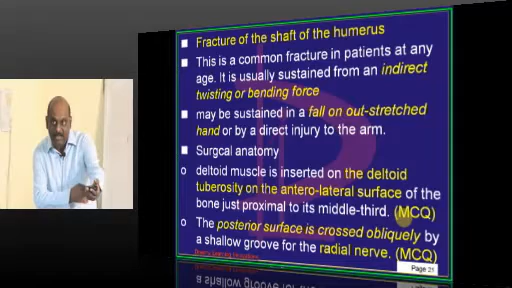 Fracture of the shaft of the humerus
This is a common fracture in patients at any
age. It is usually sustained from an indirect
twisting or bending force
may be sustained in a fall on out-stretched
hand or by a direct injury to the arm.
Surgcal anatomy
deltoid muscle is inserted on the deltoid
tuberosity on the antero-lateral surface of the
bone just proximal to its middle-third. (MCQ)
The posterior surface is crossed obliquely by
a shallow groove for the radial nerve. (MCQ)
Page 21